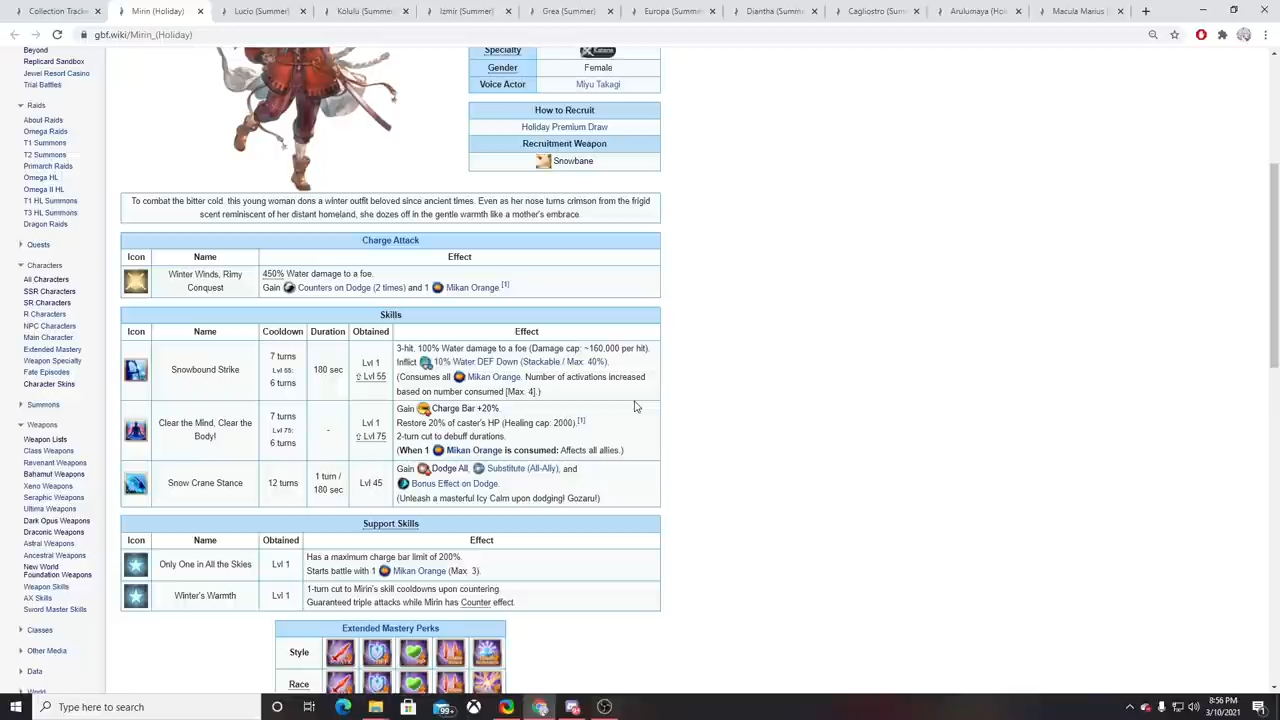 Collection Tracker
Mirin (Holiday)
Lucio (Summer)
Kolulu (Summer)
Izmir (Summer)
Grea (Summer)
Europa (Summer
Diantha (Summe
Cagliostro (Sum
Anulumaya (Hol
Macula Marius
gbf.wiki/Mirin_(Holiday)
Beyond
Replicard Sandbox
Jewel Resort Casino
Trial Battles
Raids
About Raids
Omega Raids
T1 Summons
T2 Summons
Primarch Raids
Omega HL
Omega II HL
T1 HL Summons
T3 HL Summons
Dragon Raids
Quests
Characters
All Characters
SSR Characters
SR Characters
R Characters
NPC Characters
Main Character
Extended Mastery
Weapon Specialty
Fate Episodes
Character Skins
Summons
Weapons
Weapon Lists
Class Weapons
Revenant Weapons
Bahamut Weapons
Xeno Weapons
Seraphic Weapons
Ultima Weapons
Dark Opus Weapons
Draconic Weapons
Astral Weapons
Ancestral Weapons
New World
Foundation Weapons
Weapon Skills
AX Skills
Sword Master Skills
Classes
Other Media
Data
World
Specialty Katana
Gender Female
Voice Actor Miyu Takagi
How to Recruit
Holiday Premium Draw
Recruitment Weapon
Snowbane
To combat the bitter cold, this young woman dons a winter outfit beloved since ancient times. Even as her nose turns crimson from the frigid
scent reminiscent of her distant homeland, she dozes off in the gentle warmth like a mother's embrace.
Charge Attack
Icon Name Effect
Winter Winds, Rimy
Conquest
450% Water damage to a foe.
Gain Counters on Dodge (2 times) and 1 Mikan Orange.[1]
Skills
Icon Name Cooldown Duration Obtained Effect
Snowbound Strike
7 turns
Lvl 55:
6 turns
180 sec
Lvl 1
⇧Lvl 55
3-hit. 100% Water damage to a foe (Damage cap: ~160,000 per hit).
Inflict 10% Water DEF Down (Stackable / Max: 40%).
(Consumes all Mikan Orange. Number of activations increased
based on number consumed [Max. 4].)
Clear the Mind, Clear the
Body!
7 turns
Lvl 75:
6 turns
-
Lvl 1
⇧Lvl 75
Gain Charge Bar +20%.
Restore 20% of caster's HP (Healing cap: 2000).[1]
2-turn cut to debuff durations.
(When 1 Mikan Orange is consumed: Affects all allies.)
Snow Crane Stance
12 turns
1 turn /
180 sec
Lvl 45
Gain Dodge All, Substitute (All-Ally), and
Bonus Effect on Dodge.
(Unleash a masterful Icy Calm upon dodging! Gozaru!)
Support Skills
Icon Name Obtained Effect
Only One in All the Skies
Lvl 1
Has a maximum charge bar limit of 200%.
Starts battle with 1 Mikan Orange (Max 3).
Winter's Warmth
Lvl 1
1-turn cut to Mirin's skill cooldowns upon countering.
Guaranteed triple attacks while Mirin has Counter effect.
Extended Mastery Perks
Style
Race
Type here to search
99+
8:56 PM
3/10/2021